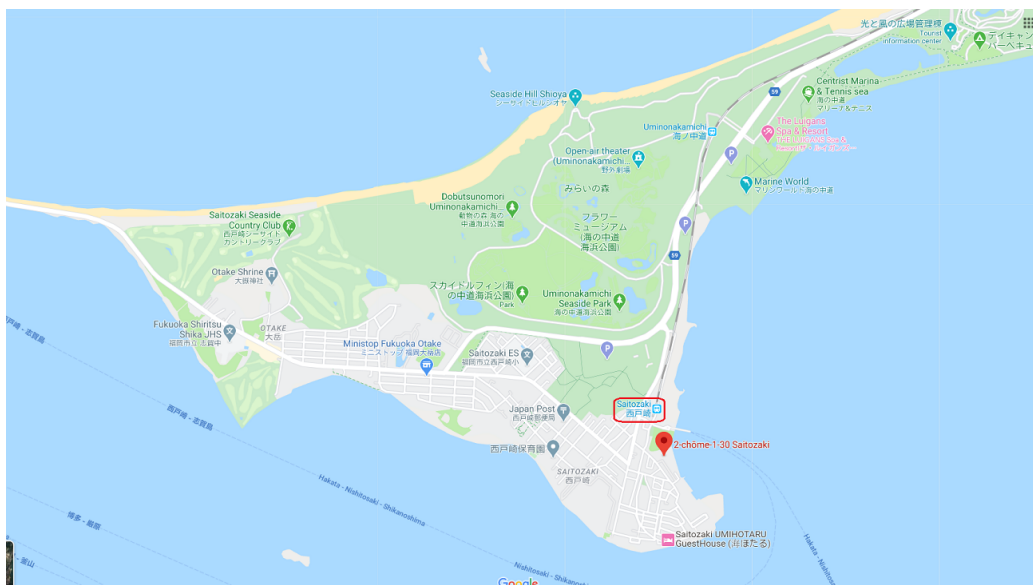 光と風の広場管理棟
Tourist
information center
デイキャン
バーベキュ
59
Centrist Marina
& Tennis sea
海の中道
マリーナ&テニス
Seaside Hill Shioya
シーサイドヒルシオヤ
Uminonakamichi
海ノ中道
The Luigans
Spa & Resort
P
Open-air theater
(Uminonakamichi...
野外劇場
Marine World
マリンワールド海の中道
みらいの森
Dobutsunomori
Uminonakamichi...
動物の森 海の
中道海浜公園
フラワー
ミュージアム
(海の中道
海浜公園)
P
Saitozaki Seaside
Country Club
西戸崎シーサイド
カントリークラブ
59
Otake Shrine
大嶽神社
スカイドルフィン(海
の中道海浜公園)
Park
Uminonakamichi
Seaside Park
海の中道海浜公園
Fukuoka Shiritsu
Shika JHS
福岡市立志賀中
OTAKE
大岳
Ministop Fukuoka Otake
ミニストップ 福岡大岳店
Saitozaki ES
福岡市立西戸崎小
P
Japan Post
西戸崎郵便局
Saitozaki
西戸崎
2-chōme-1-30 Saitozaki
西戸崎保育園
SAITOZAKI
西戸崎
西戸崎 - 志賀島
Hakata - Nishitosaki - Shikanoshima
Hakata - Nishitosaki - Shikanoshima
Saitozaki UMIHOTARU
GuestHouse (海ほたる)
Google